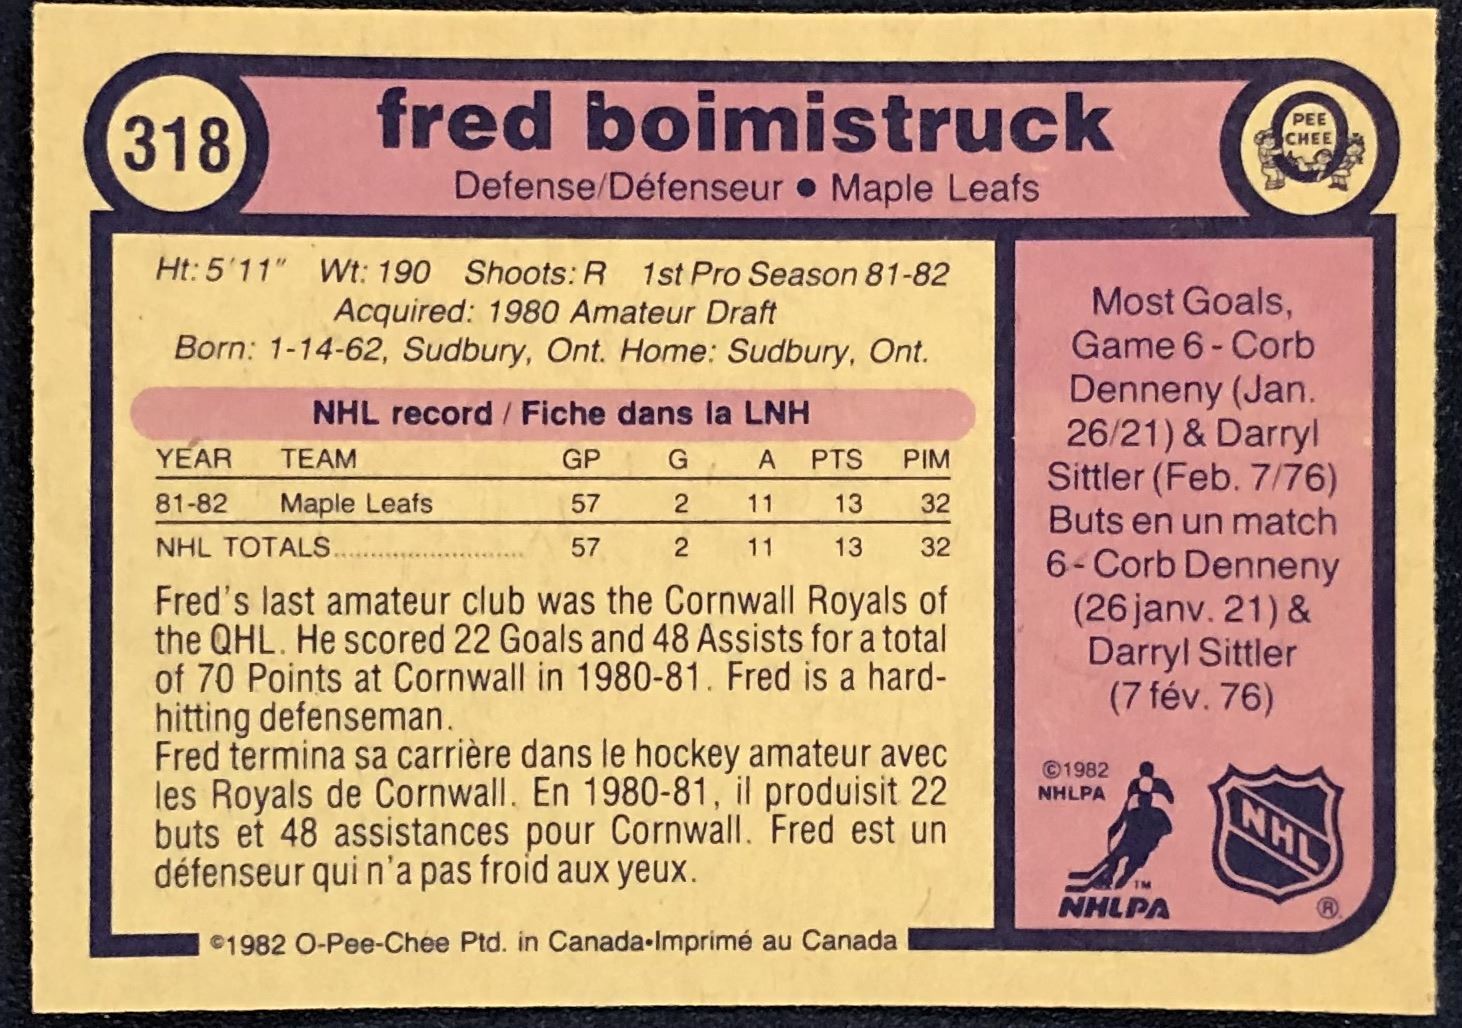 318
fred boimistruck
Defense/Défenseur • Maple Leafs
PEE
CHEE
Ht: 5'11" Wt: 190 Shoots: R 1st Pro Season 81-82
Acquired: 1980 Amateur Draft
Born: 1-14-62, Sudbury, Ont. Home: Sudbury, Ont.
NHL record / Fiche dans la LNH
YEAR TEAM GP G A PTS PIM
81-82 Maple Leafs 57 2 11 13 32
NHL TOTALS.......................... 57 2 11 13 32
Fred's last amateur club was the Cornwall Royals of
the QHL. He scored 22 Goals and 48 Assists for a total
of 70 Points at Cornwall in 1980-81. Fred is a hard-
hitting defenseman.
Fred termina sa carrière dans le hockey amateur avec
les Royals de Cornwall. En 1980-81, il produisit 22
buts et 48 assistances pour Cornwall. Fred est un
défenseur qui n'a pas froid aux yeux.
©1982 O-Pee-Chee Ptd. in Canada•Imprimé au Canada
Most Goals,
Game 6 - Corb
Denneny (Jan.
26/21) & Darryl
Sittler (Feb. 7/76)
Buts en un match
6 - Corb Denneny
(26 janv. 21) &
Darryl Sittler
(7 fév. 76)
©1982
NHLPA
TM
NHLPA
NHL
®